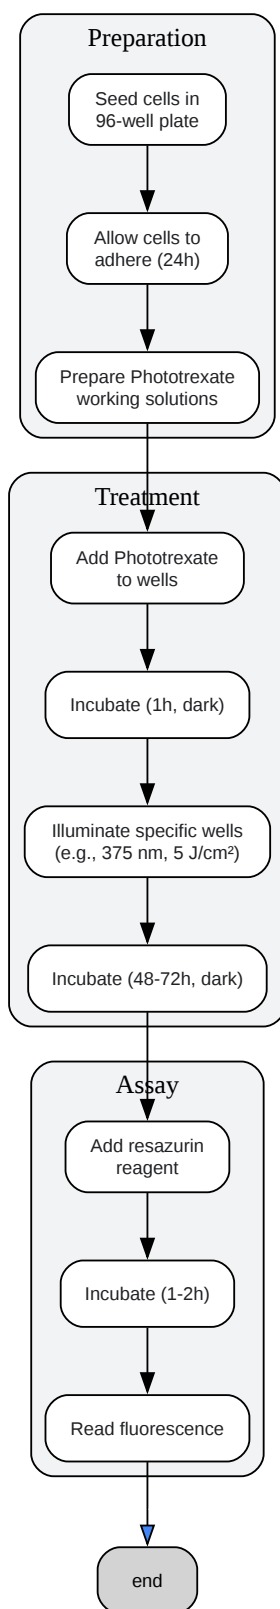 Preparation
Seed cells in
96-well plate
Allow cells to
adhere (24h)
Prepare Phototrexate
working solutions
Treatment
Add Phototrexate
to wells
Incubate (1h, dark)
Illuminate specific wells
(e.g., 375 nm, 5 J/cm²)
Incubate (48-72h, dark)
Assay
Add resazurin
reagent
Incubate (1-2h)
Read fluorescence
end